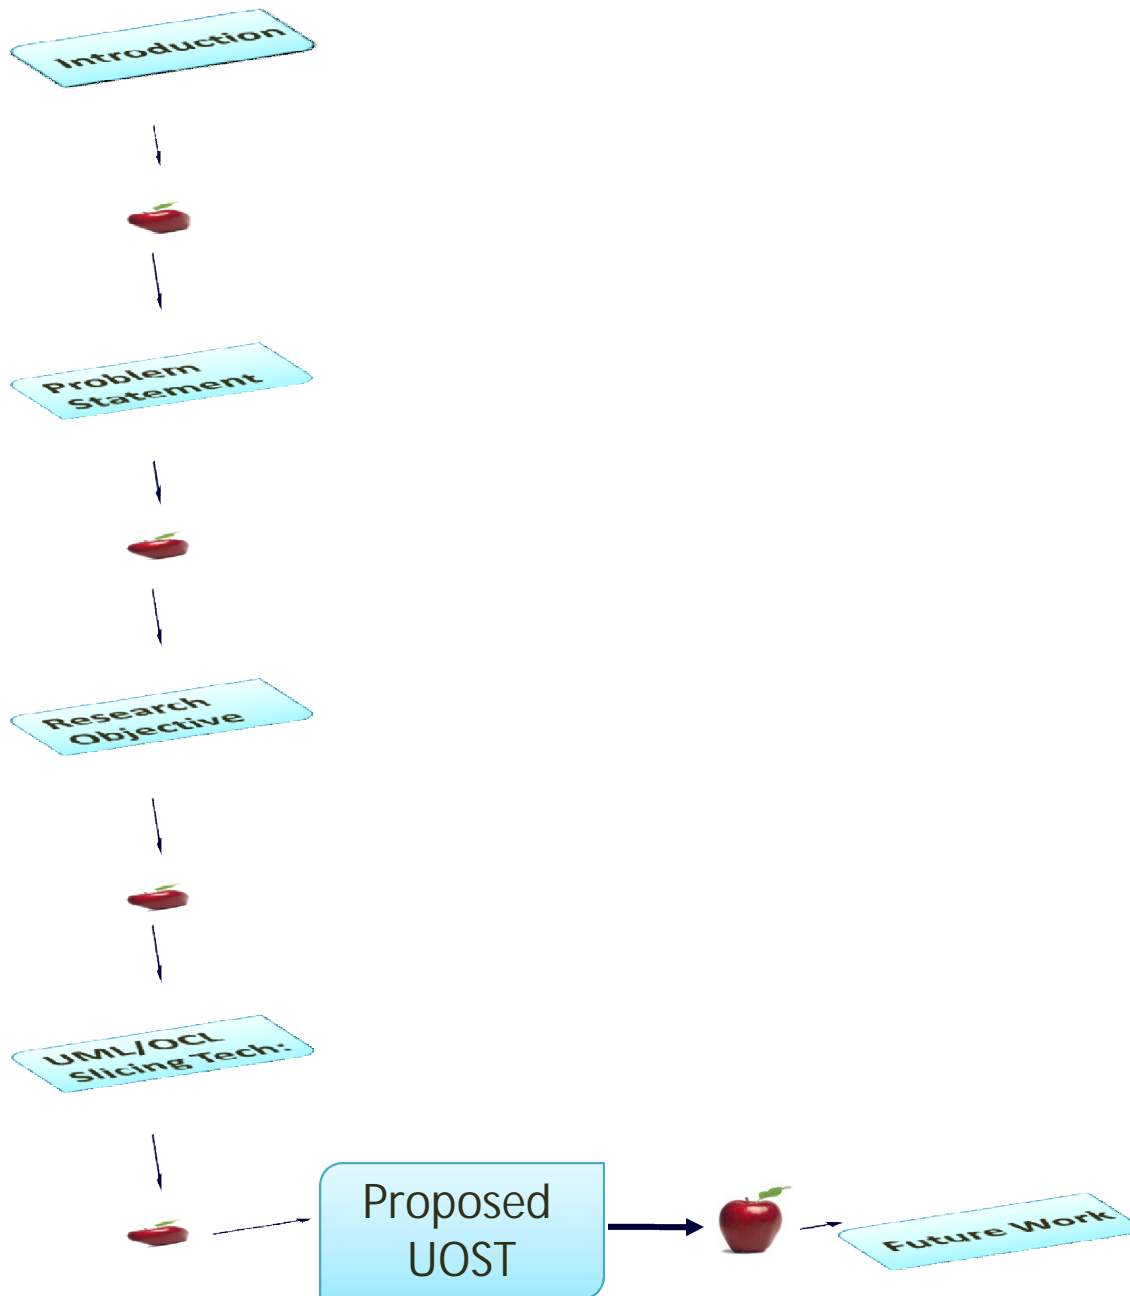 Introduction
Problem
Statement
Research
Objective
UML/OCL
Slicing Tech:
Proposed
UOST
Future Work